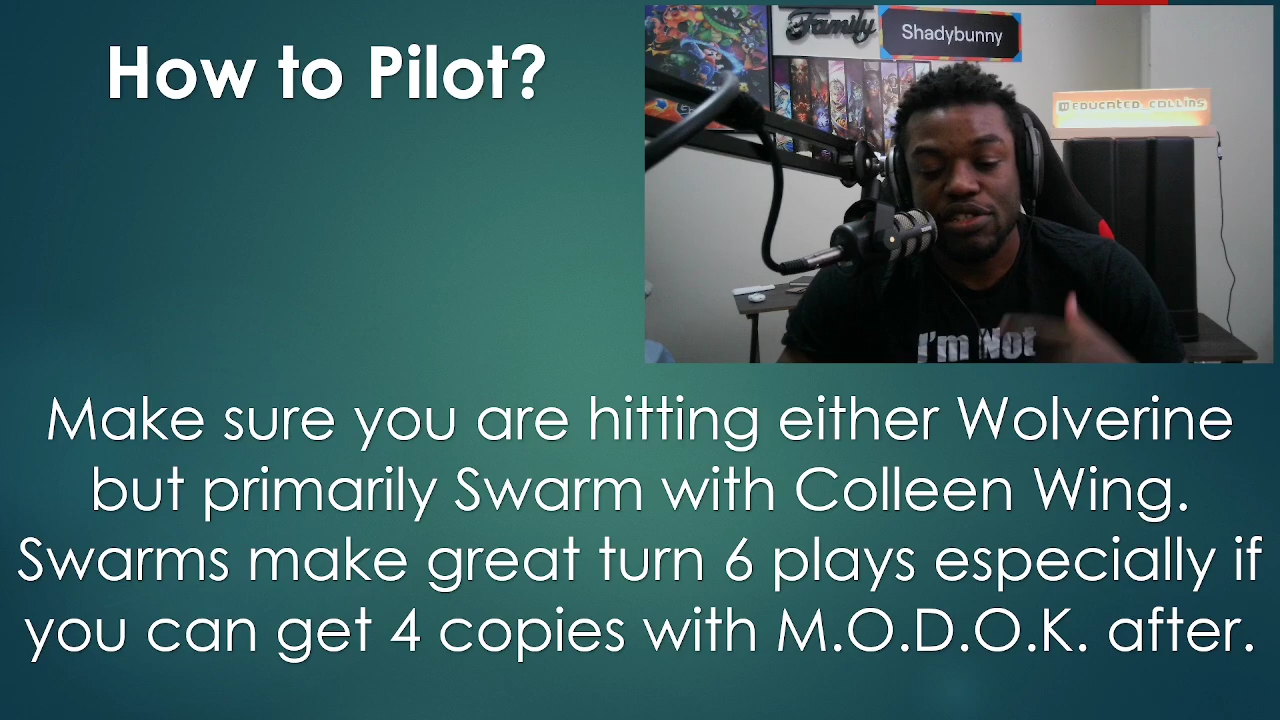 How to Pilot?
Family
Shadybunny
EDUCATED COLLINS
I'm Not
Make sure you are hitting either Wolverine
but primarily Swarm with Colleen Wing.
Swarms make great turn 6 plays especially if
you can get 4 copies with M.O.D.O.K. after.